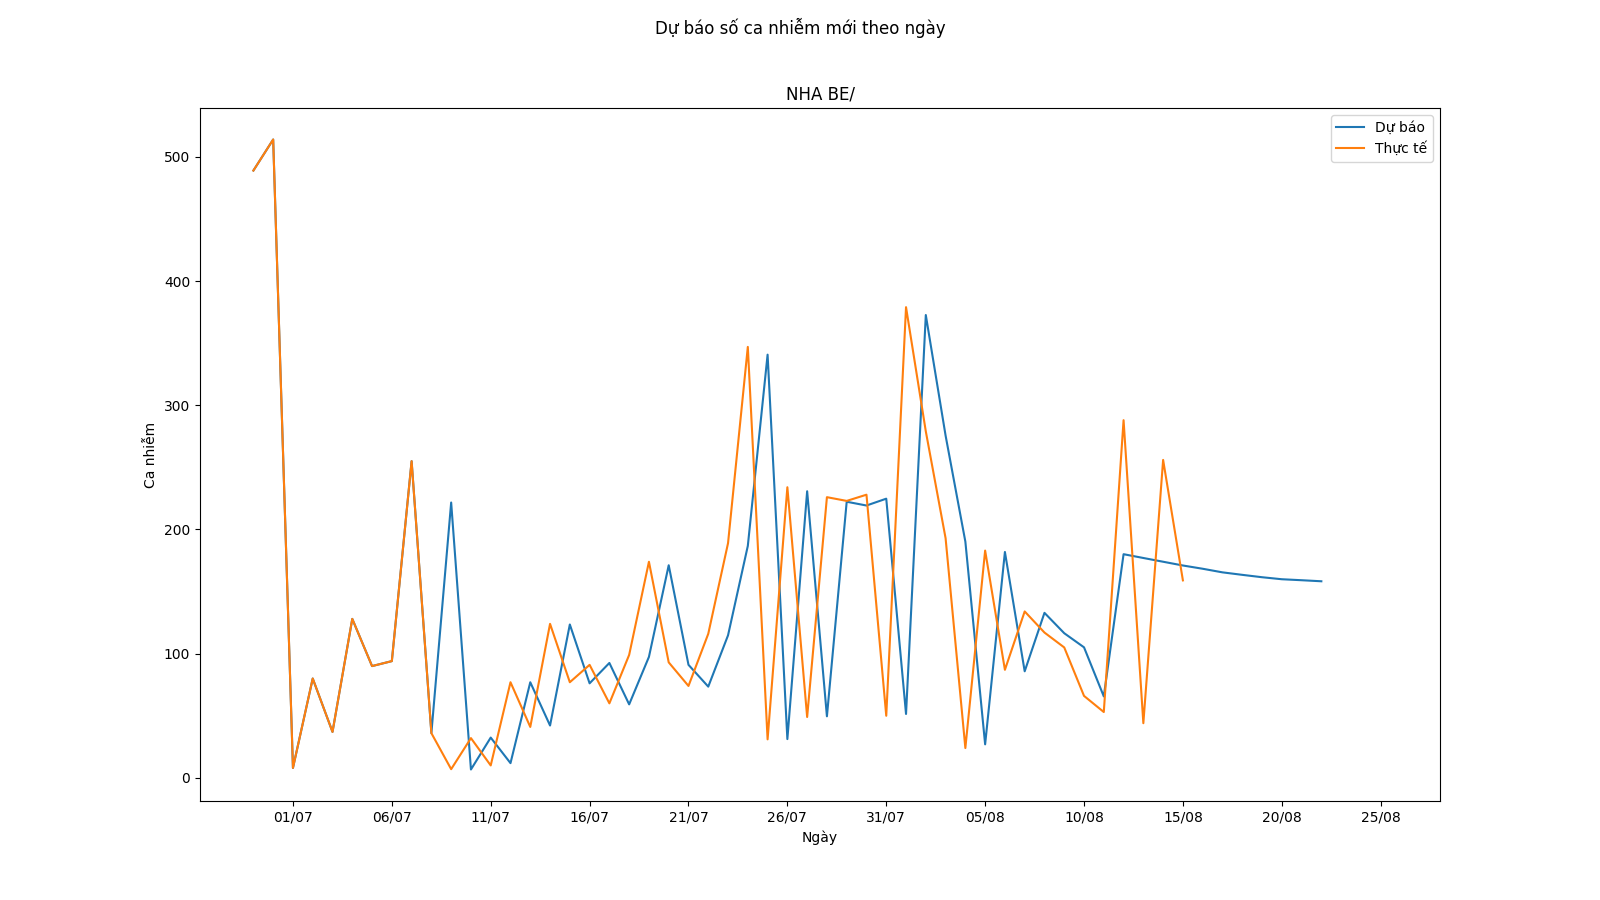 Dự báo số ca nhiễm mới theo ngày
NHA BE/
Dự báo
Thực tế
500
400
300
200
100
0
Ca nhiễm
01/07 06/07 11/07 16/07 21/07 26/07 31/07 05/08 10/08 15/08 20/08 25/08
Ngày